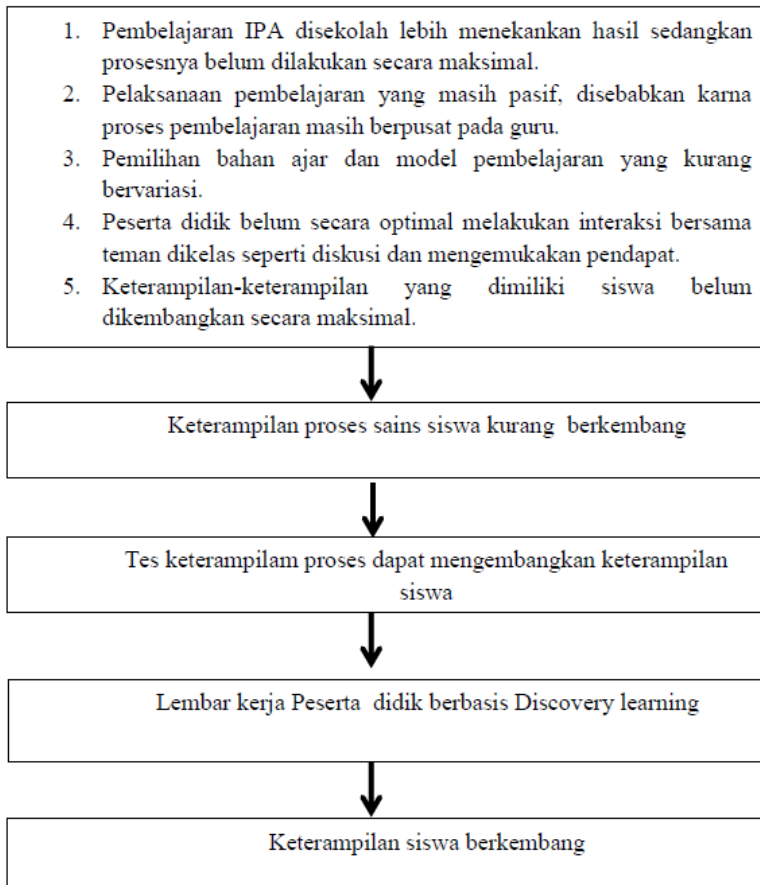 1. Pembelajaran IPA disekolah lebih menekankan hasil sedangkan
prosesnya belum dilakukan secara maksimal.
2. Pelaksanaan pembelajaran yang masih pasif, disebabkan karna
proses pembelajaran masih berpusat pada guru.
3. Pemilihan bahan ajar dan model pembelajaran yang kurang
bervariasi.
4. Peserta didik belum secara optimal melakukan interaksi bersama
teman dikelas seperti diskusi dan mengemukakan pendapat.
5. Keterampilan-keterampilan yang dimiliki siswa belum
dikembangkan secara maksimal.
Keterampilan proses sains siswa kurang berkembang
Tes keterampilam proses dapat mengembangkan keterampilan
siswa
Lembar kerja Peserta didik berbasis Discovery learning
Keterampilan siswa berkembang